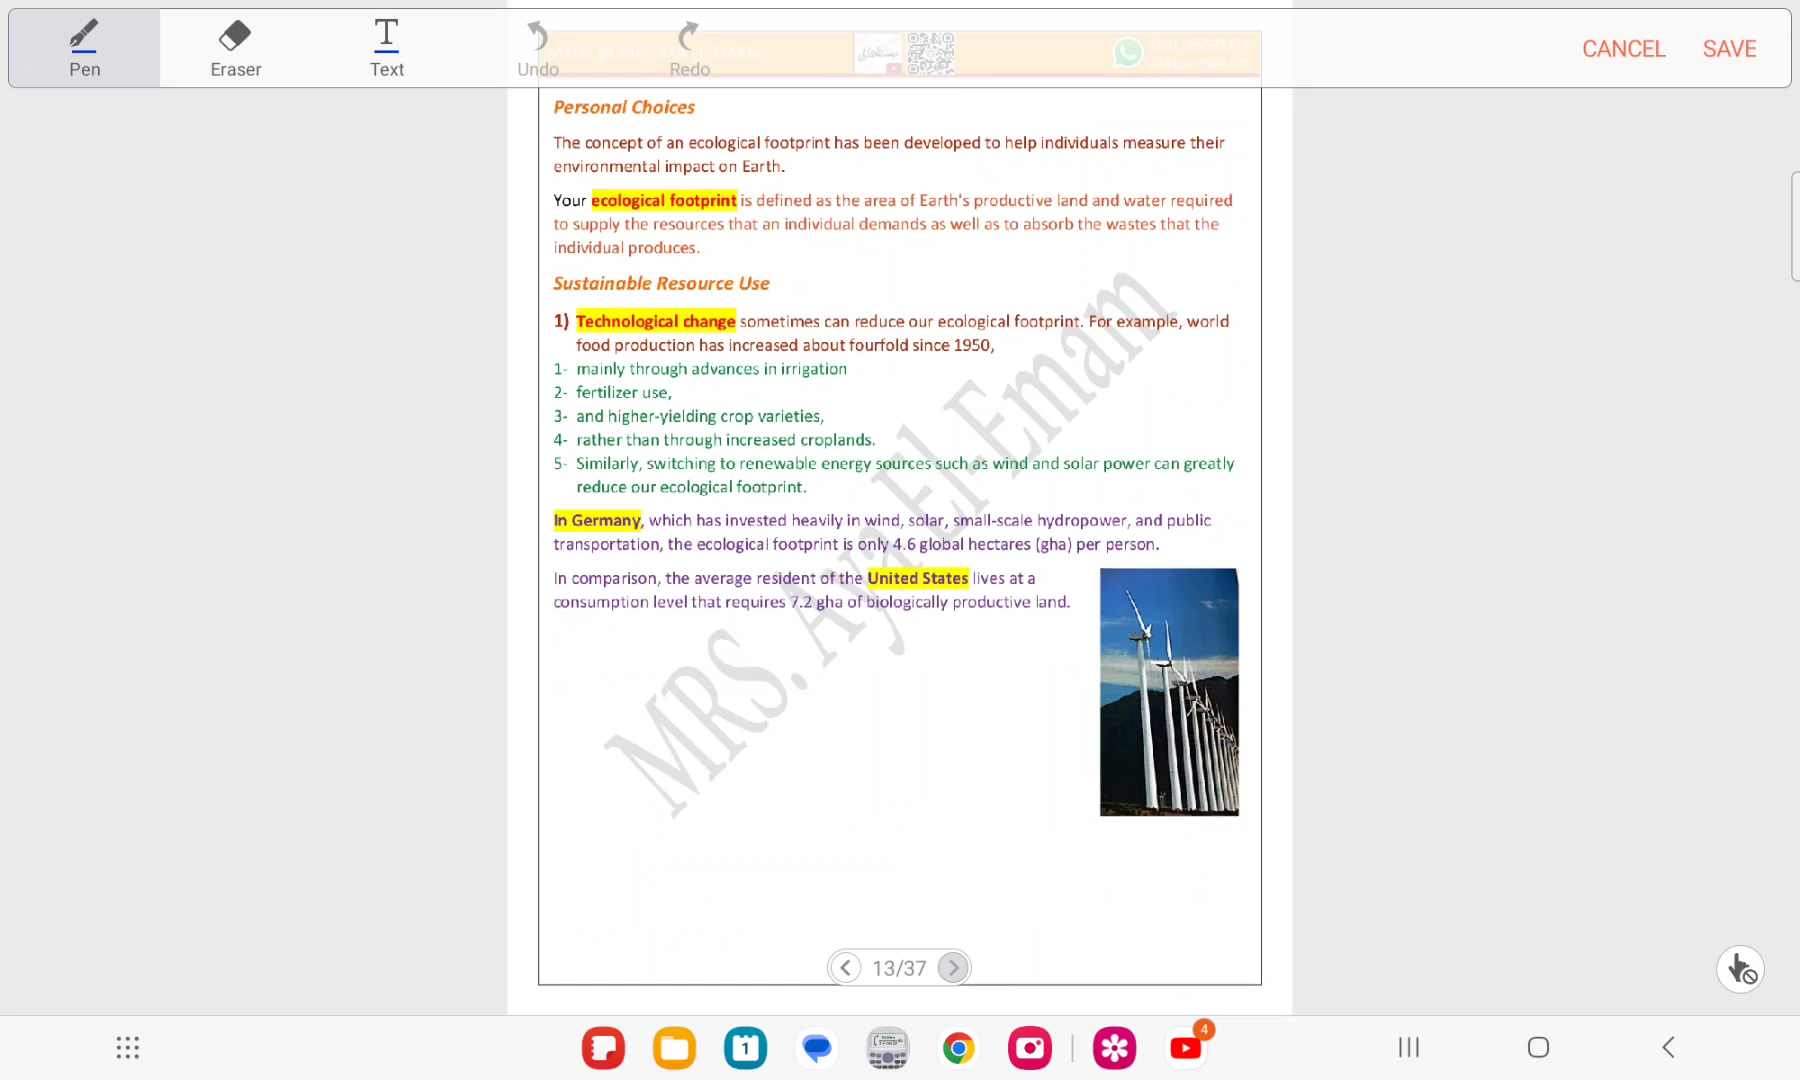 Pen
Eraser
Text
Undo
Redo
CANCEL
SAVE
MADE BY MRS. AYA EL-EMAM
Personal Choices
The concept of an ecological footprint has been developed to help individuals measure their
environmental impact on Earth.
Your ecological footprint is defined as the area of Earth's productive land and water required
to supply the resources that an individual demands as well as to absorb the wastes that the
individual produces.
Sustainable Resource Use
1) Technological change sometimes can reduce our ecological footprint. For example, world
food production has increased about fourfold since 1950,
1- mainly through advances in irrigation
2- fertilizer use,
3- and higher-yielding crop varieties,
4- rather than through increased croplands.
5- Similarly, switching to renewable energy sources such as wind and solar power can greatly
reduce our ecological footprint.
In Germany, which has invested heavily in wind, solar, small-scale hydropower, and public
transportation, the ecological footprint is only 4.6 global hectares (gha) per person.
In comparison, the average resident of the United States lives at a
consumption level that requires 7.2 gha of biologically productive land.
MRS. Aya El-Emam
13/37
1
4